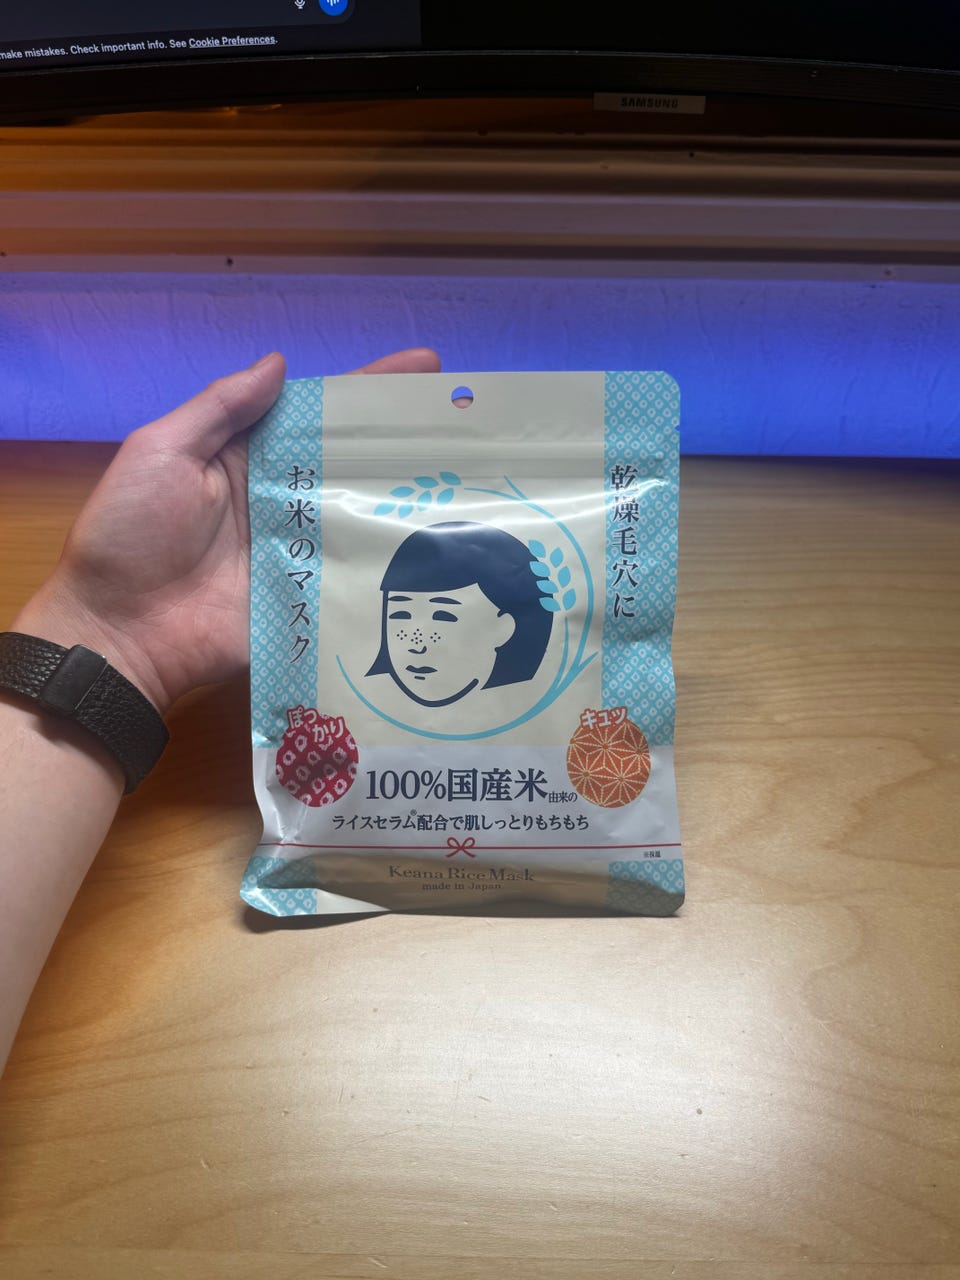 make mistakes. Check important info. See Cookie Preferences.
SAMSUNG
乾燥毛穴に
お米※のマスク
ぽっかり
キュッ
100%国産米由来の
ライスセラム®配合で肌しっとりもちもち
※保湿
Keana Rice Mask
made in Japan